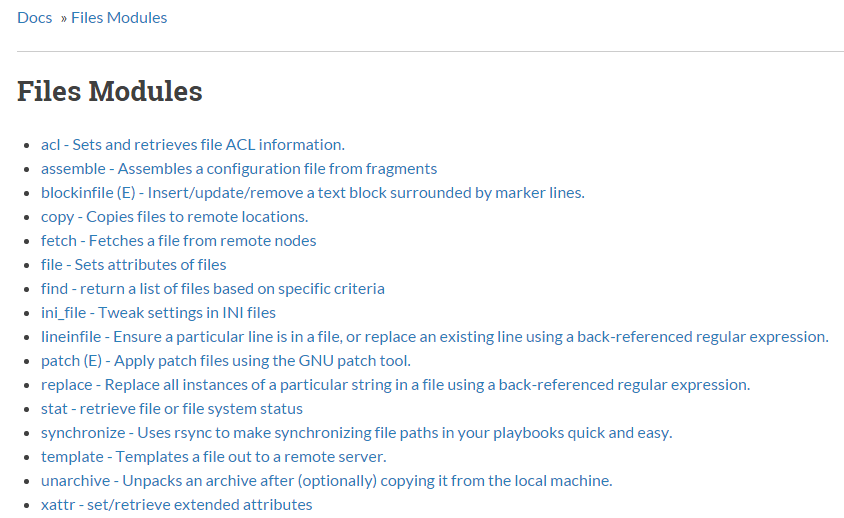 Docs » Files Modules
Files Modules
acl - Sets and retrieves file ACL information.
assemble - Assembles a configuration file from fragments
blockinfile (E) - Insert/update/remove a text block surrounded by marker lines.
copy - Copies files to remote locations.
fetch - Fetches a file from remote nodes
file - Sets attributes of files
find - return a list of files based on specific criteria
ini_file - Tweak settings in INI files
lineinfile - Ensure a particular line is in a file, or replace an existing line using a back-referenced regular expression.
patch (E) - Apply patch files using the GNU patch tool.
replace - Replace all instances of a particular string in a file using a back-referenced regular expression.
stat - retrieve file or file system status
synchronize - Uses rsync to make synchronizing file paths in your playbooks quick and easy.
template - Templates a file out to a remote server.
unarchive - Unpacks an archive after (optionally) copying it from the local machine.
xattr - set/retrieve extended attributes